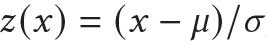 z(x) = (x − μ)/σ